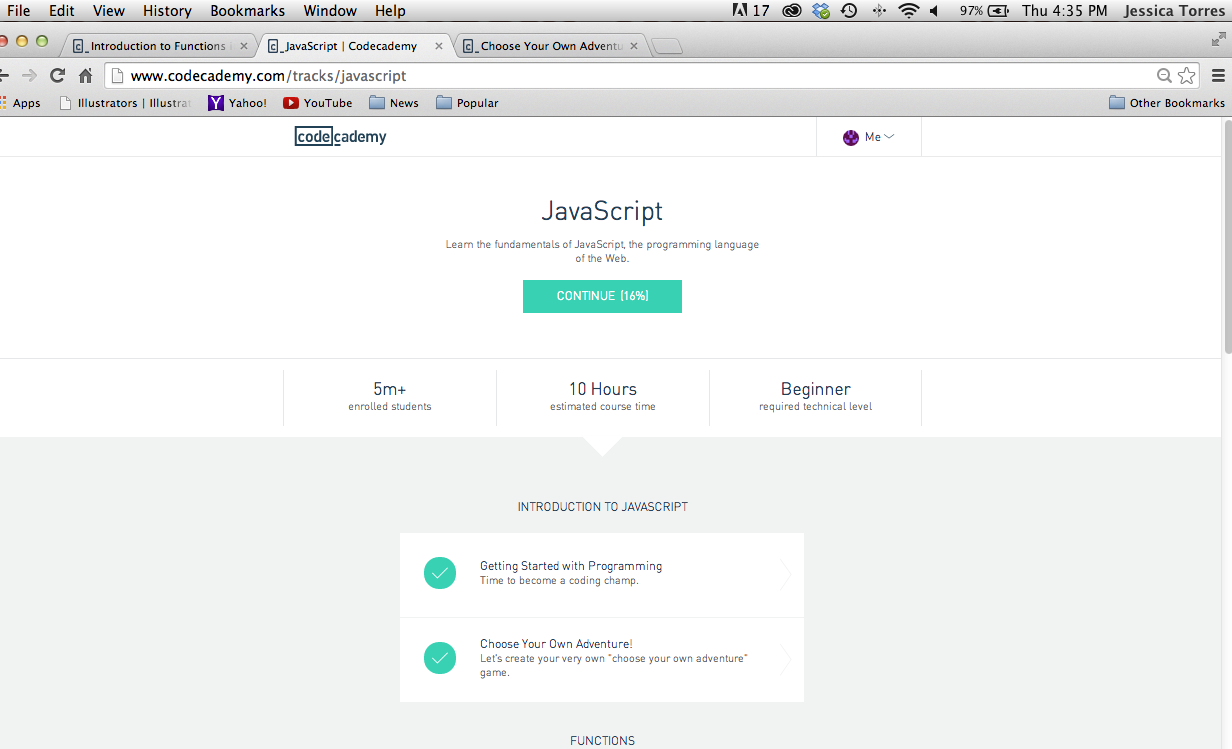 File Edit View History Bookmarks Window Help 17 97% Thu 4:35 PM Jessica Torres
Introduction to Functions JavaScript | Codecademy Choose Your Own Adventu
www.codecademy.com/tracks/javascript
Apps Illustrators | Illustrat Yahoo! YouTube News Popular Other Bookmarks
codecademy Me
JavaScript
Learn the fundamentals of JavaScript, the programming language
of the Web.
CONTINUE [16%]
5m+ 10 Hours Beginner
enrolled students estimated course time required technical level
INTRODUCTION TO JAVASCRIPT
Getting Started with Programming
Time to become a coding champ.
Choose Your Own Adventure!
Let's create your very own "choose your own adventure"
game.
FUNCTIONS